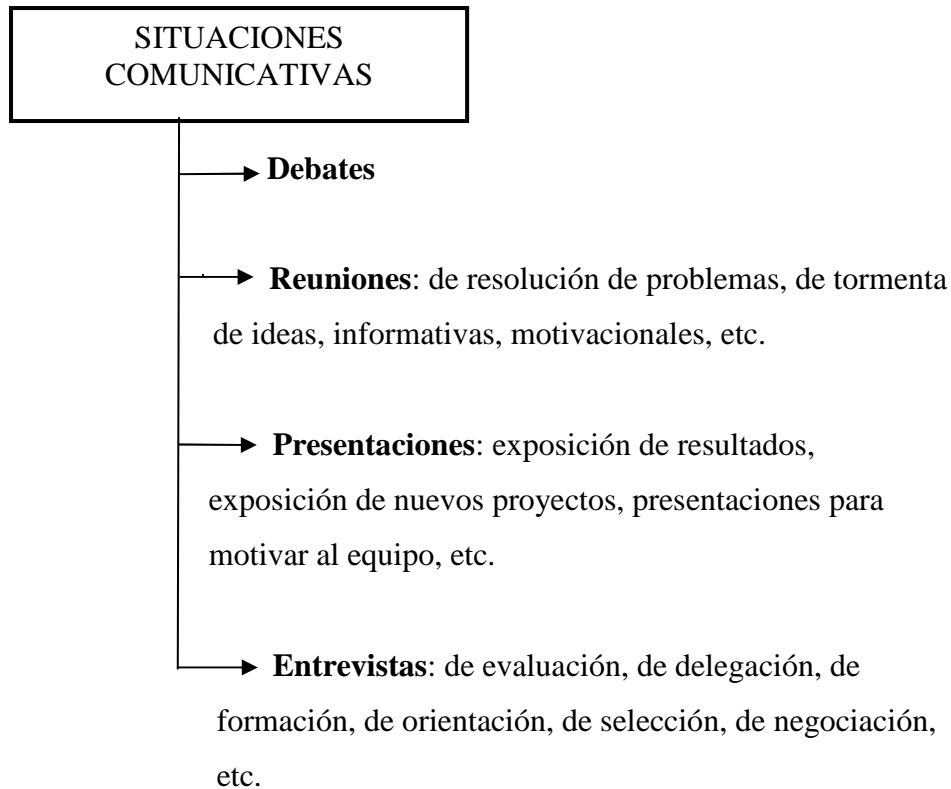 SITUACIONES
COMUNICATIVAS
Debates
Reuniones: de resolución de problemas, de tormenta
de ideas, informativas, motivacionales, etc.
Presentaciones: exposición de resultados,
exposición de nuevos proyectos, presentaciones para
motivar al equipo, etc.
Entrevistas: de evaluación, de delegación, de
formación, de orientación, de selección, de negociación,
etc.